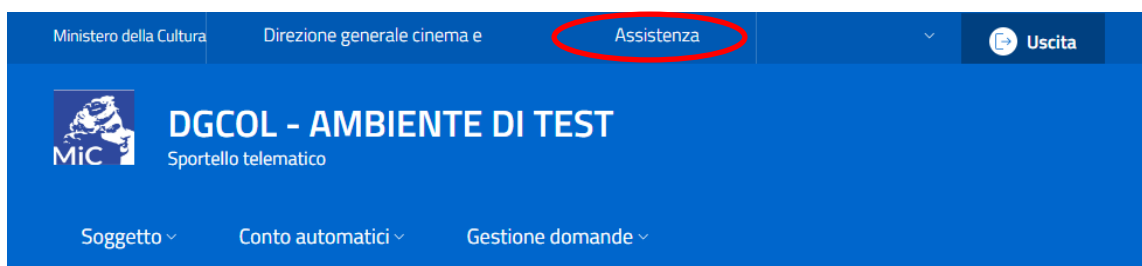 Ministero della Cultura Direzione generale cinema e Assistenza Uscita
MiC
DGCOL - AMBIENTE DI TEST
Sportello telematico
Soggetto Conto automatici Gestione domande